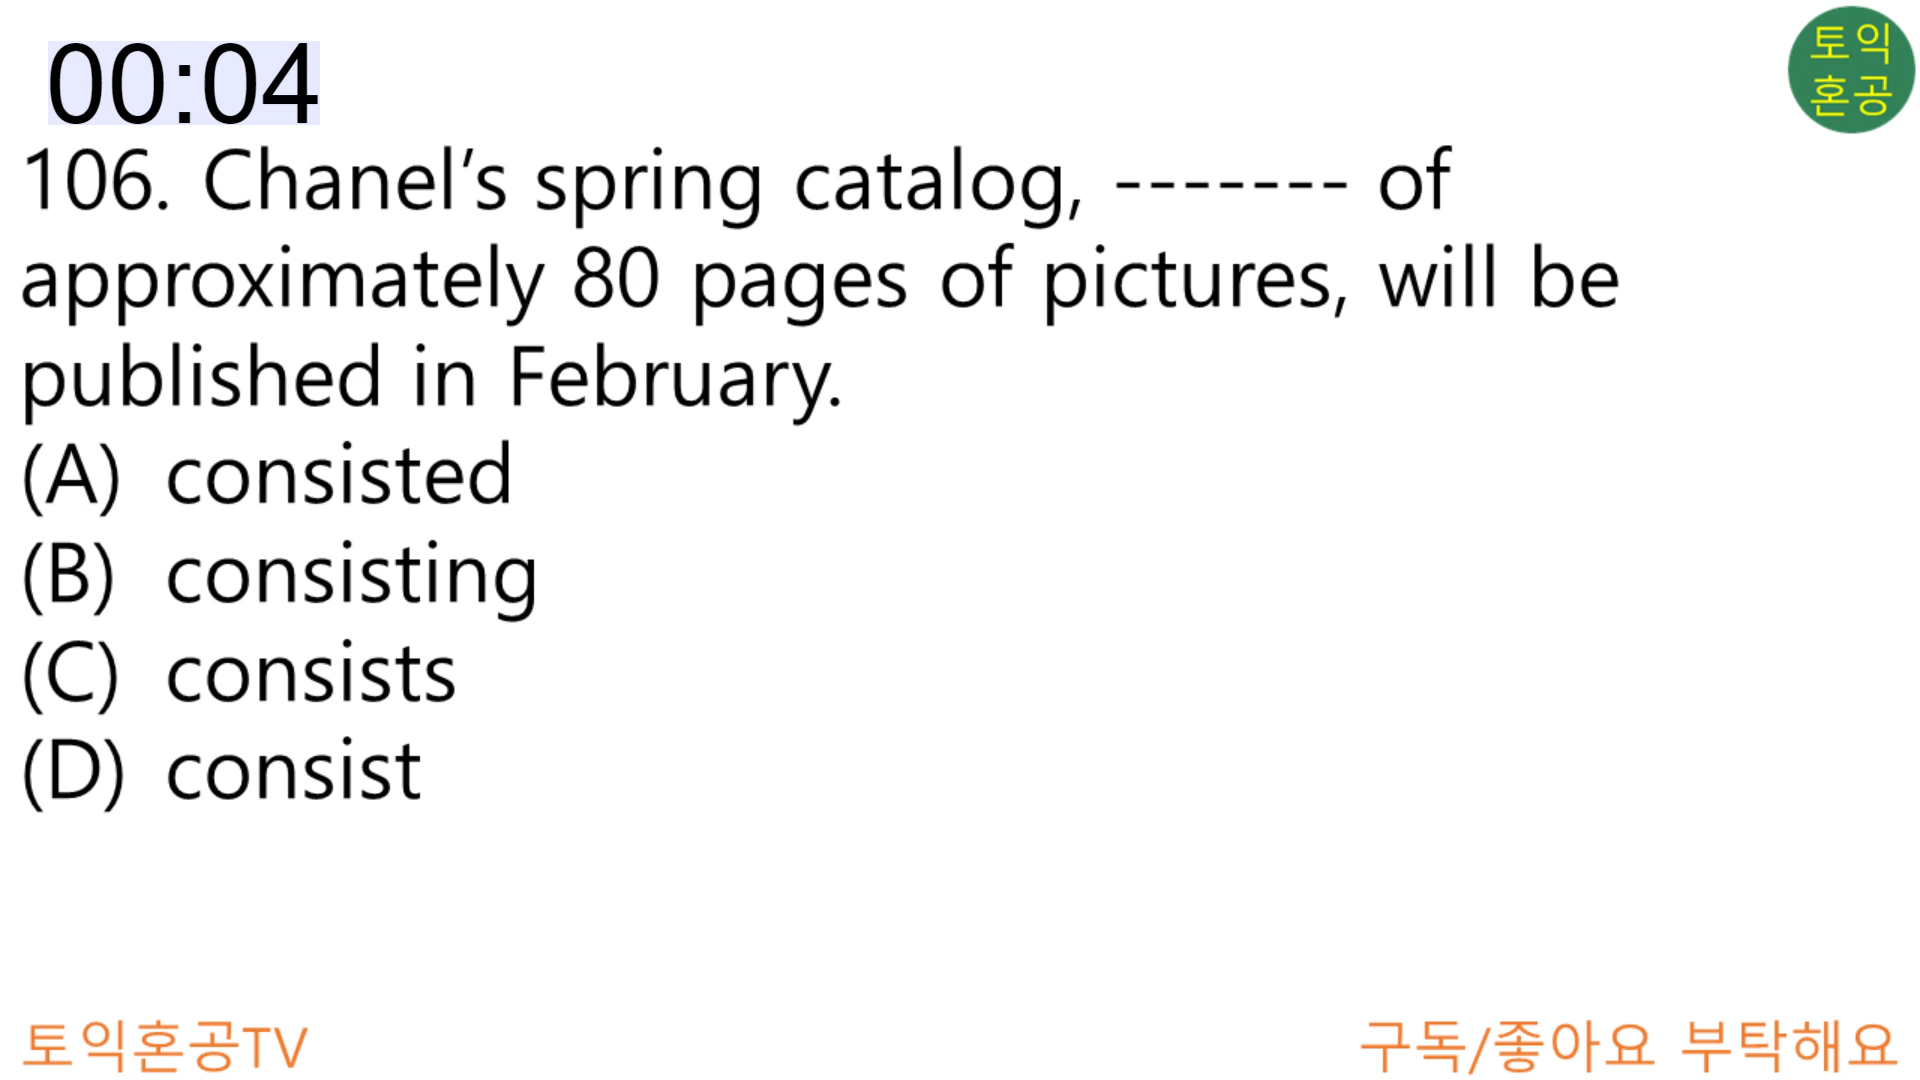 00:04
토익
혼공
106. Chanel’s spring catalog, ------- of
approximately 80 pages of pictures, will be
published in February.
(A) consisted
(B) consisting
(C) consists
(D) consist
토익혼공TV
구독/좋아요 부탁해요